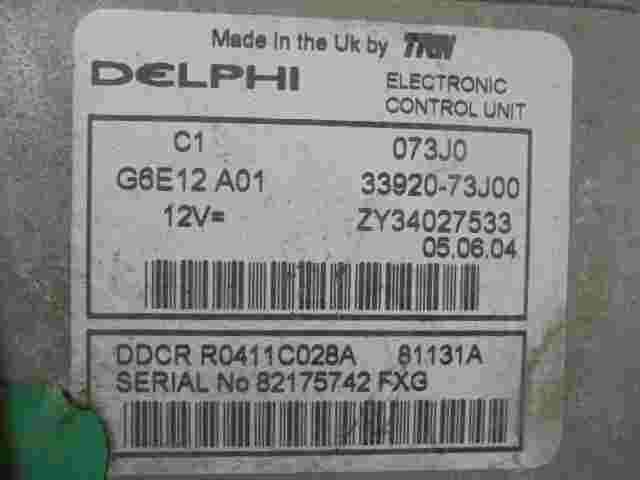 Made in the Uk by TRW
DELPHI
ELECTRONIC
CONTROL UNIT
C1 073J0
G6E12 A01 33920-73J00
12V= ZY34027533
05.06.04
DDCR R0411C028A 81131A
SERIAL No 82175742 FXG